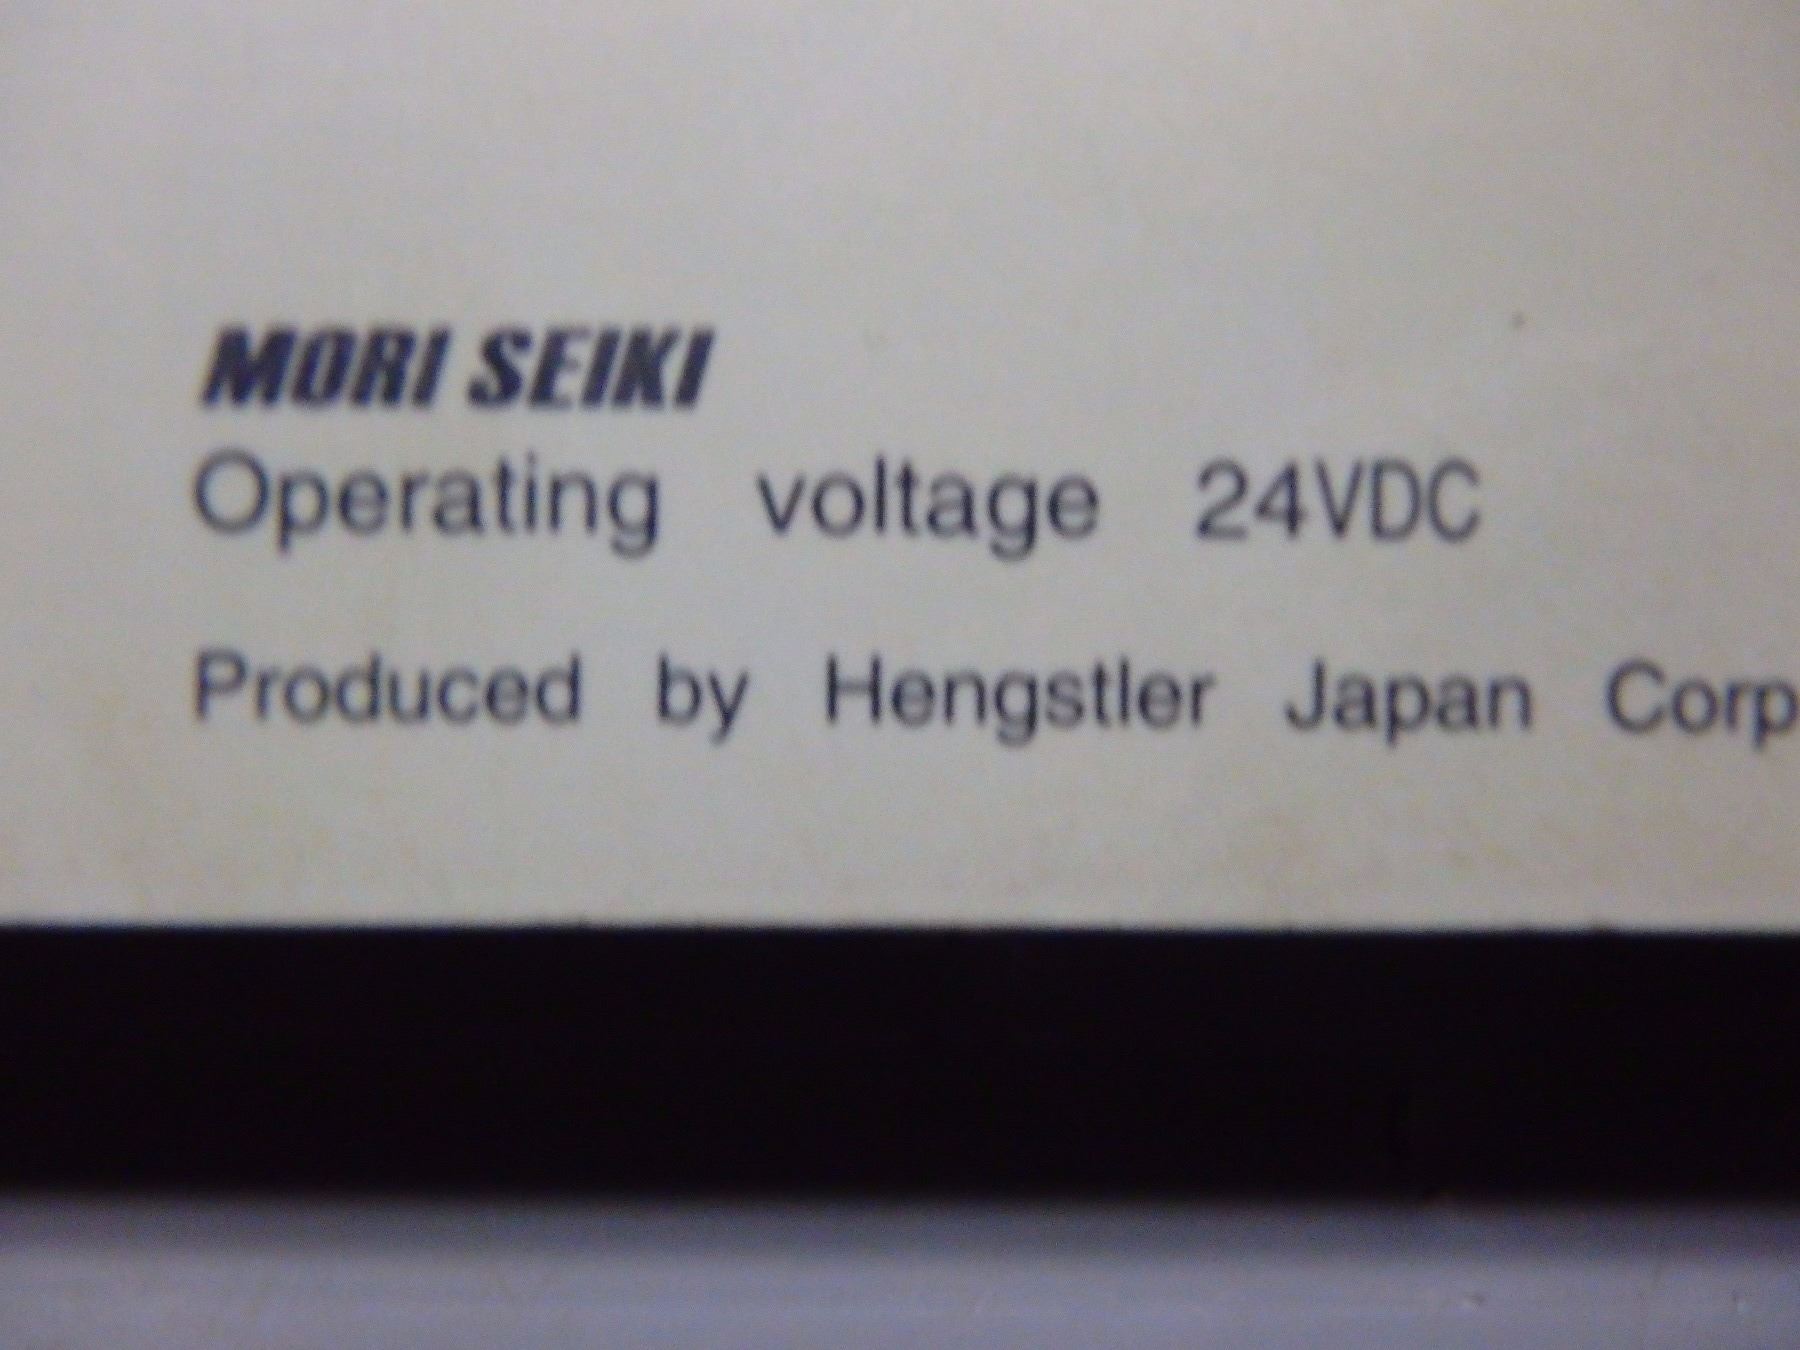 MORI SEIKI
Operating voltage 24VDC
Produced by Hengstler Japan Corp